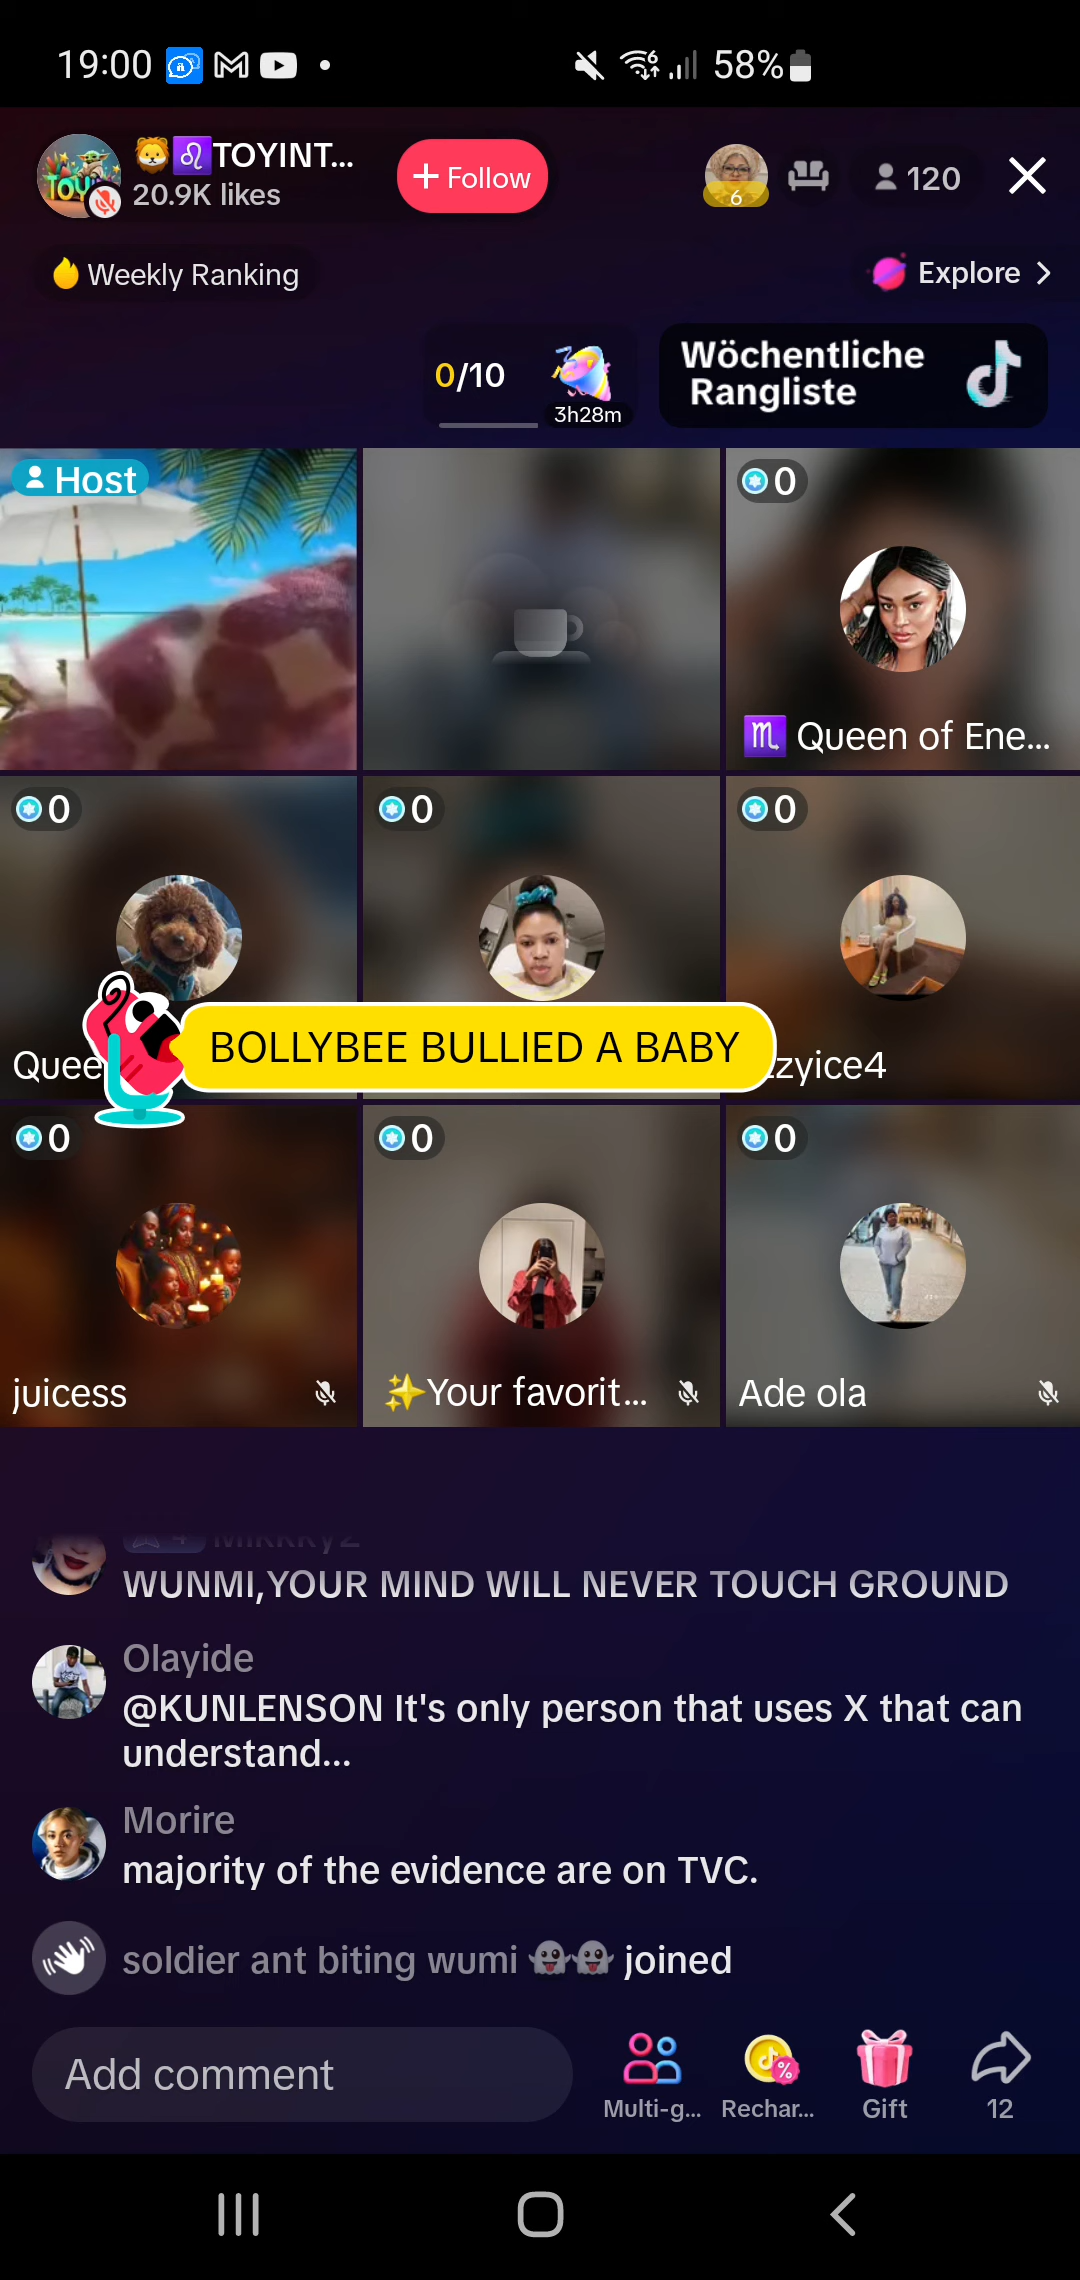 19:00
58%
🦁♌TOYINT...
20.9K likes
+ Follow
6
120
Weekly Ranking
Explore
0/10
3h28m
Wöchentliche
Rangliste
Host
0
♏ Queen of Ene...
0
0
0
BOLLYBEE BULLIED A BABY
Quee
zzyice4
0
0
0
juicess
✨Your favorit...
Ade ola
WUNMI,YOUR MIND WILL NEVER TOUCH GROUND
Olayide
@KUNLENSON It's only person that uses X that can
understand...
Morire
majority of the evidence are on TVC.
soldier ant biting wumi 👻👻 joined
Add comment
Multi-g...
Rechar...
Gift
12